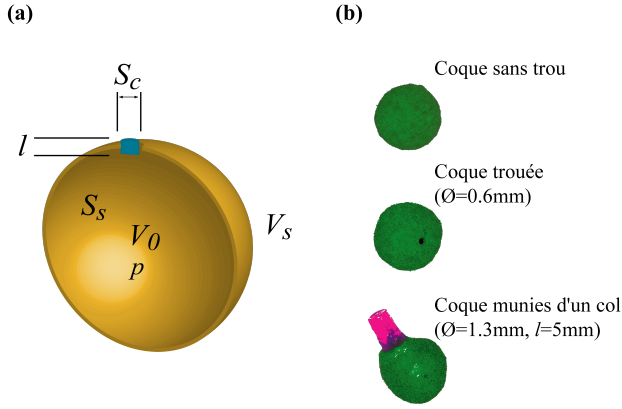 (a)
(b)
S_c
l
S_s
V_0
p
V_s
Coque sans trou
Coque trouée
(Ø=0.6mm)
Coque munies d'un col
(Ø=1.3mm, l=5mm)